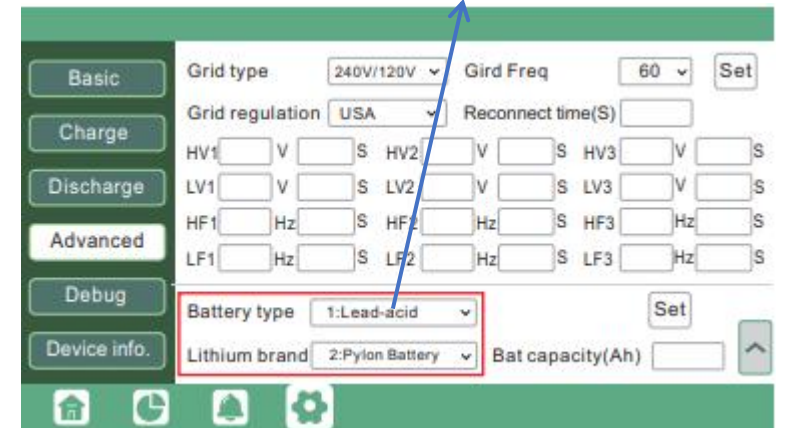 Basic
Charge
Discharge
Advanced
Debug
Device info.
Grid type 240V/120V Gird Freq 60 Set
Grid regulation USA Reconnect time(S)
HV1 V S HV2 V S HV3 V S
LV1 V S LV2 V S LV3 V S
HF1 Hz S HF2 Hz S HF3 Hz S
LF1 Hz S LF2 Hz S LF3 Hz S
Battery type 1:Lead-acid Set
Lithium brand 2:Pylon Battery Bat capacity(Ah)